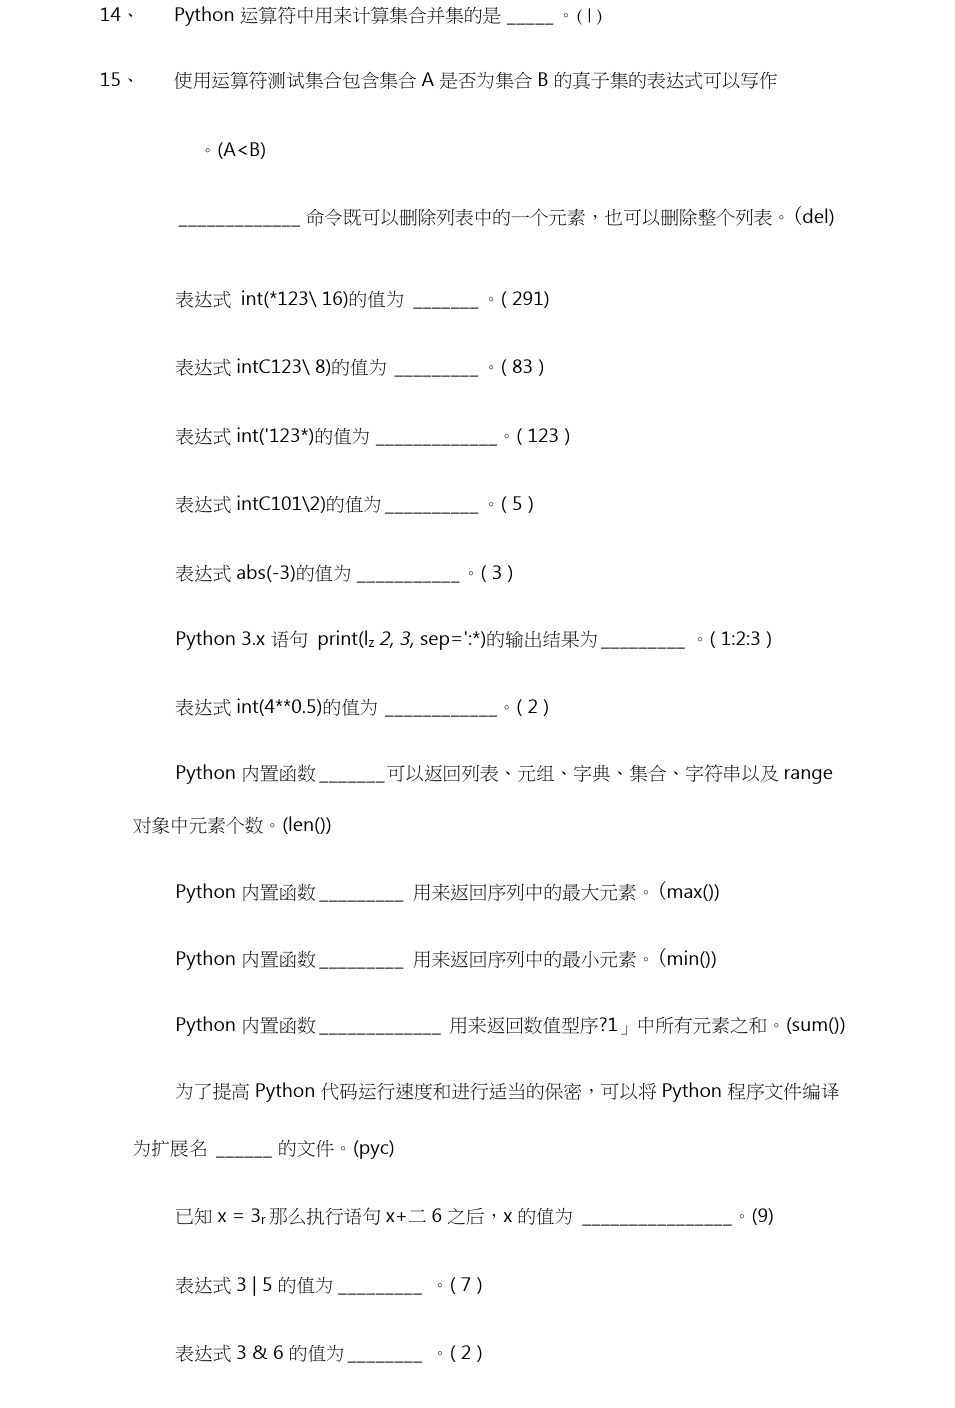 14、 Python 运算符中用来计算集合并集的是 _____ 。( | )
15、 使用运算符测试集合包含集合 A 是否为集合 B 的真子集的表达式可以写作
。(A<B)
_____________ 命令既可以删除列表中的一个元素，也可以删除整个列表。（del)
表达式 int(*123\ 16)的值为 _______ 。( 291)
表达式 intC123\ 8)的值为 _________ 。( 83 )
表达式 int('123*)的值为 _____________。( 123 )
表达式 intC101\2)的值为__________ 。( 5 )
表达式 abs(-3)的值为 ___________。( 3 )
Python 3.x 语句 print(lz 2, 3, sep=':*)的输出结果为_________ 。( 1:2:3 )
表达式 int(4**0.5)的值为 ____________。( 2 )
Python 内置函数_______可以返回列表、元组、字典、集合、字符串以及 range
对象中元素个数。(len())
Python 内置函数_________ 用来返回序列中的最大元素。（max())
Python 内置函数_________ 用来返回序列中的最小元素。（min())
Python 内置函数_____________ 用来返回数值型序?1」中所有元素之和。(sum())
为了提高 Python 代码运行速度和进行适当的保密，可以将 Python 程序文件编译
为扩展名 ______ 的文件。(pyc)
已知 x = 3r 那么执行语句 x+二 6 之后，x 的值为 ________________。(9)
表达式 3 | 5 的值为_________ 。( 7 )
表达式 3 & 6 的值为________ 。( 2 )